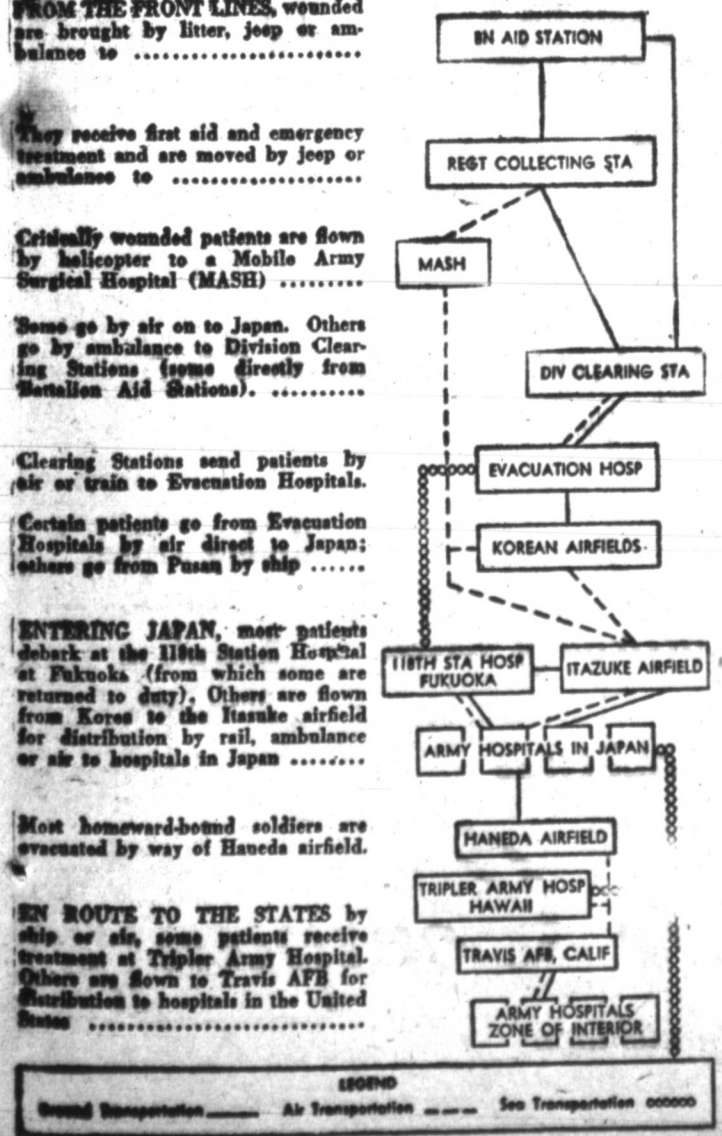 FROM THE FRONT LINES, wounded
are brought by litter, jeep or am-
bulance to ......................
BN AID STATION
They receive first aid and emergency
treatment and are moved by jeep or
ambulance to ..................
REGT COLLECTING STA
Critically wounded patients are flown
by helicopter to a Mobile Army
Surgical Hospital (MASH) .........
MASH
Some go by air on to Japan. Others
go by ambulance to Division Clear-
ing Stations (some directly from
Battalion Aid Stations). ..........
DIV CLEARING STA
Clearing Stations send patients by
air or train to Evacuation Hospitals.
EVACUATION HOSP
Certain patients go from Evacuation
Hospitals by air direct to Japan;
others go from Pusan by ship ......
KOREAN AIRFIELDS
ENTERING JAPAN, most patients
debark at the 118th Station Hospital
at Fukuoka (from which some are
returned to duty). Others are flown
from Korea to the Itazuke airfield
for distribution by rail, ambulance
or air to hospitals in Japan ........
118TH STA HOSP
FUKUOKA
ITAZUKE AIRFIELD
ARMY HOSPITALS IN JAPAN
Most homeward-bound soldiers are
evacuated by way of Haneda airfield.
HANEDA AIRFIELD
TRIPLER ARMY HOSP
HAWAII
EN ROUTE TO THE STATES by
ship or air, some patients receive
treatment at Tripler Army Hospital.
Others are flown to Travis AFB for
distribution to hospitals in the United
States ..........................
TRAVIS AFB, CALIF
ARMY HOSPITALS
ZONE OF INTERIOR
LEGEND
Ground Transportation Air Transportation Sea Transportation